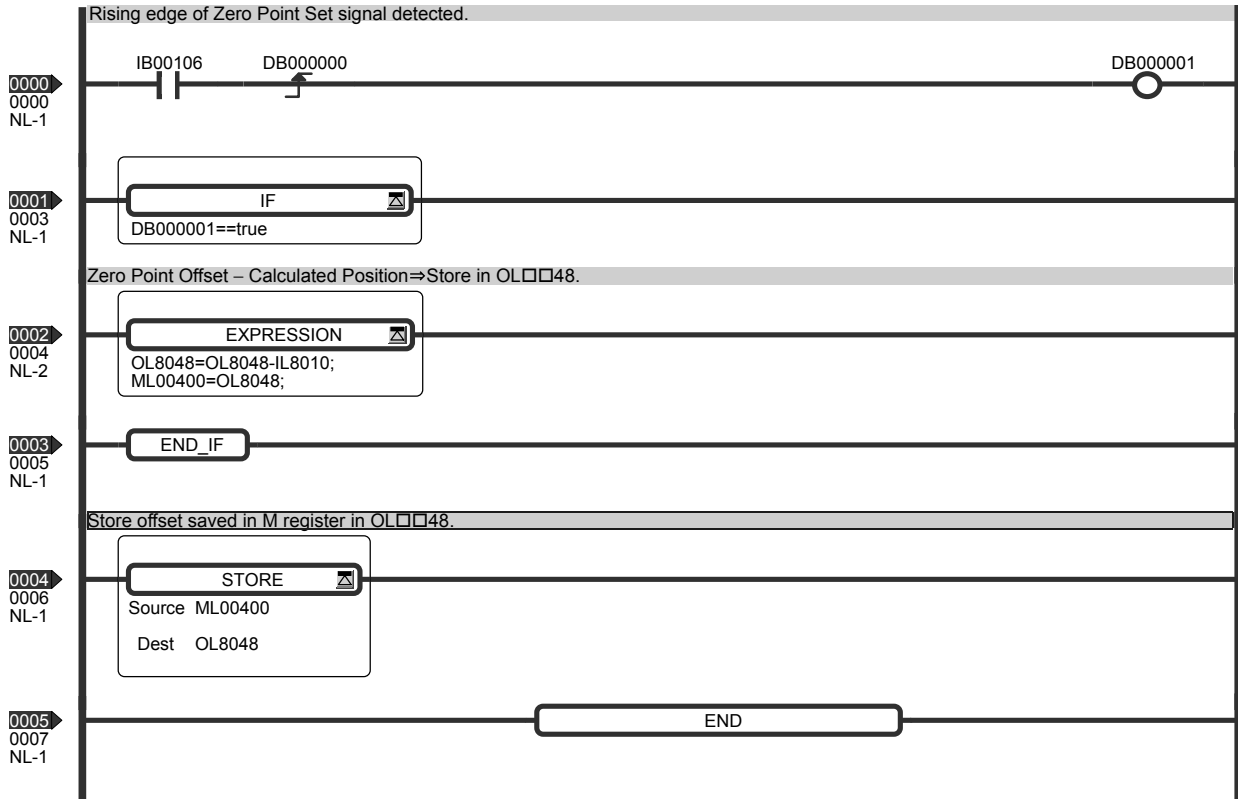 Rising edge of Zero Point Set signal detected.
IB00106 DB000000 DB000001
0000
0000
NL-1
0001
0003
NL-1
IF
DB000001==true
Zero Point Offset – Calculated Position⇒Store in OL□□48.
0002
0004
NL-2
EXPRESSION
OL8048=OL8048-IL8010;
ML00400=OL8048;
0003
0005
NL-1
END_IF
Store offset saved in M register in OL□□48.
0004
0006
NL-1
STORE
Source ML00400
Dest OL8048
0005
0007
NL-1
END